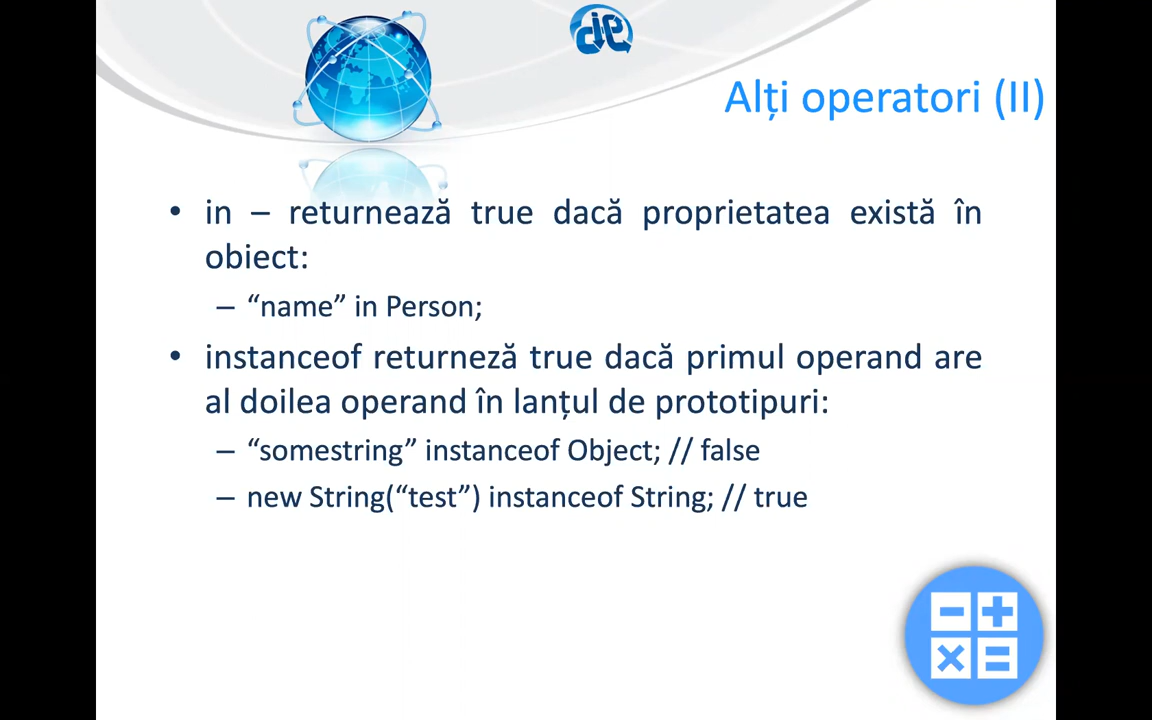 Alți operatori (II)
• in – returnează true dacă proprietatea există în
obiect:
– “name” in Person;
• instanceof returneză true dacă primul operand are
al doilea operand în lanțul de prototipuri:
– “somestring” instanceof Object; // false
– new String(“test”) instanceof String; // true